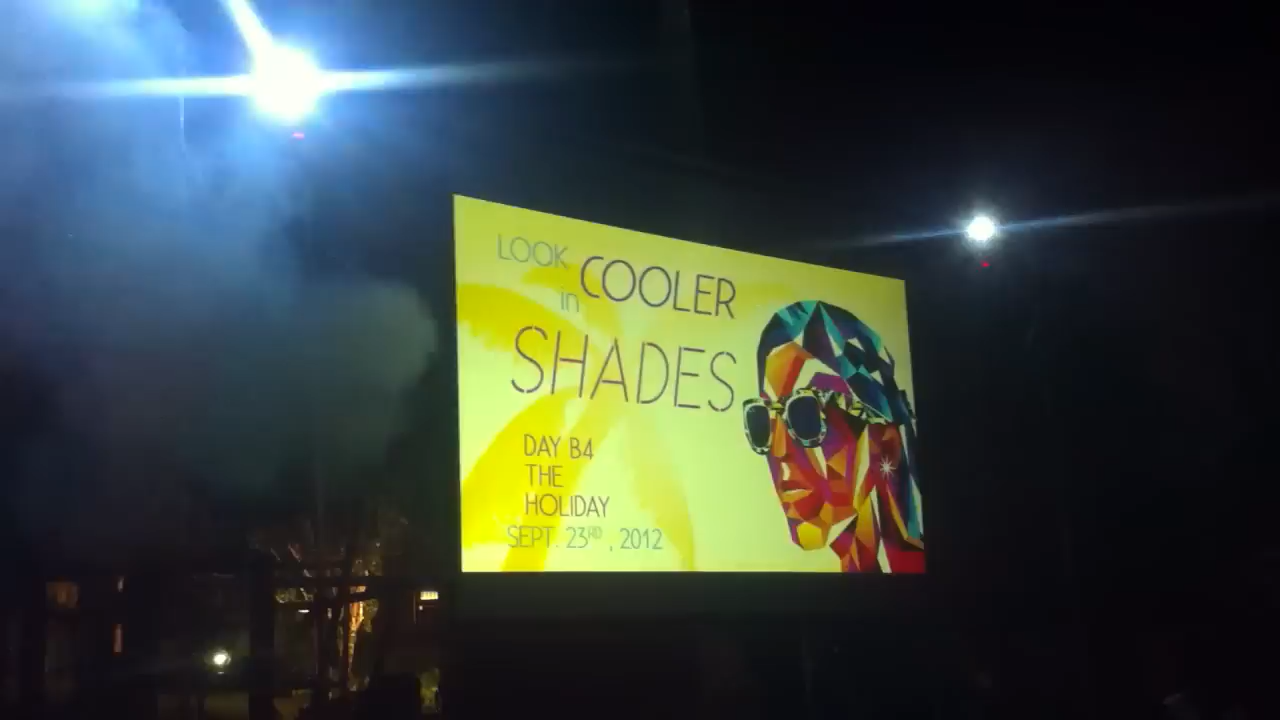 LOOK COOLER
in
SHADES
DAY B4
THE
HOLIDAY
SEPT. 23RD, 2012